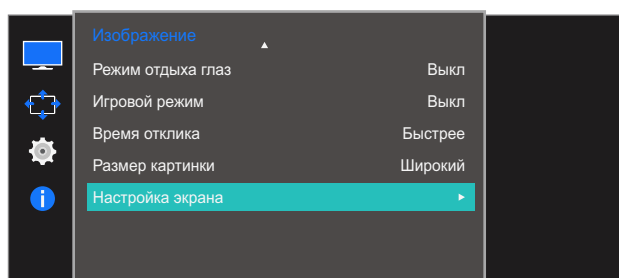 Изображение
Режим отдыха глаз Выкл
Игровой режим Выкл
Время отклика Быстрее
Размер картинки Широкий
Настройка экрана